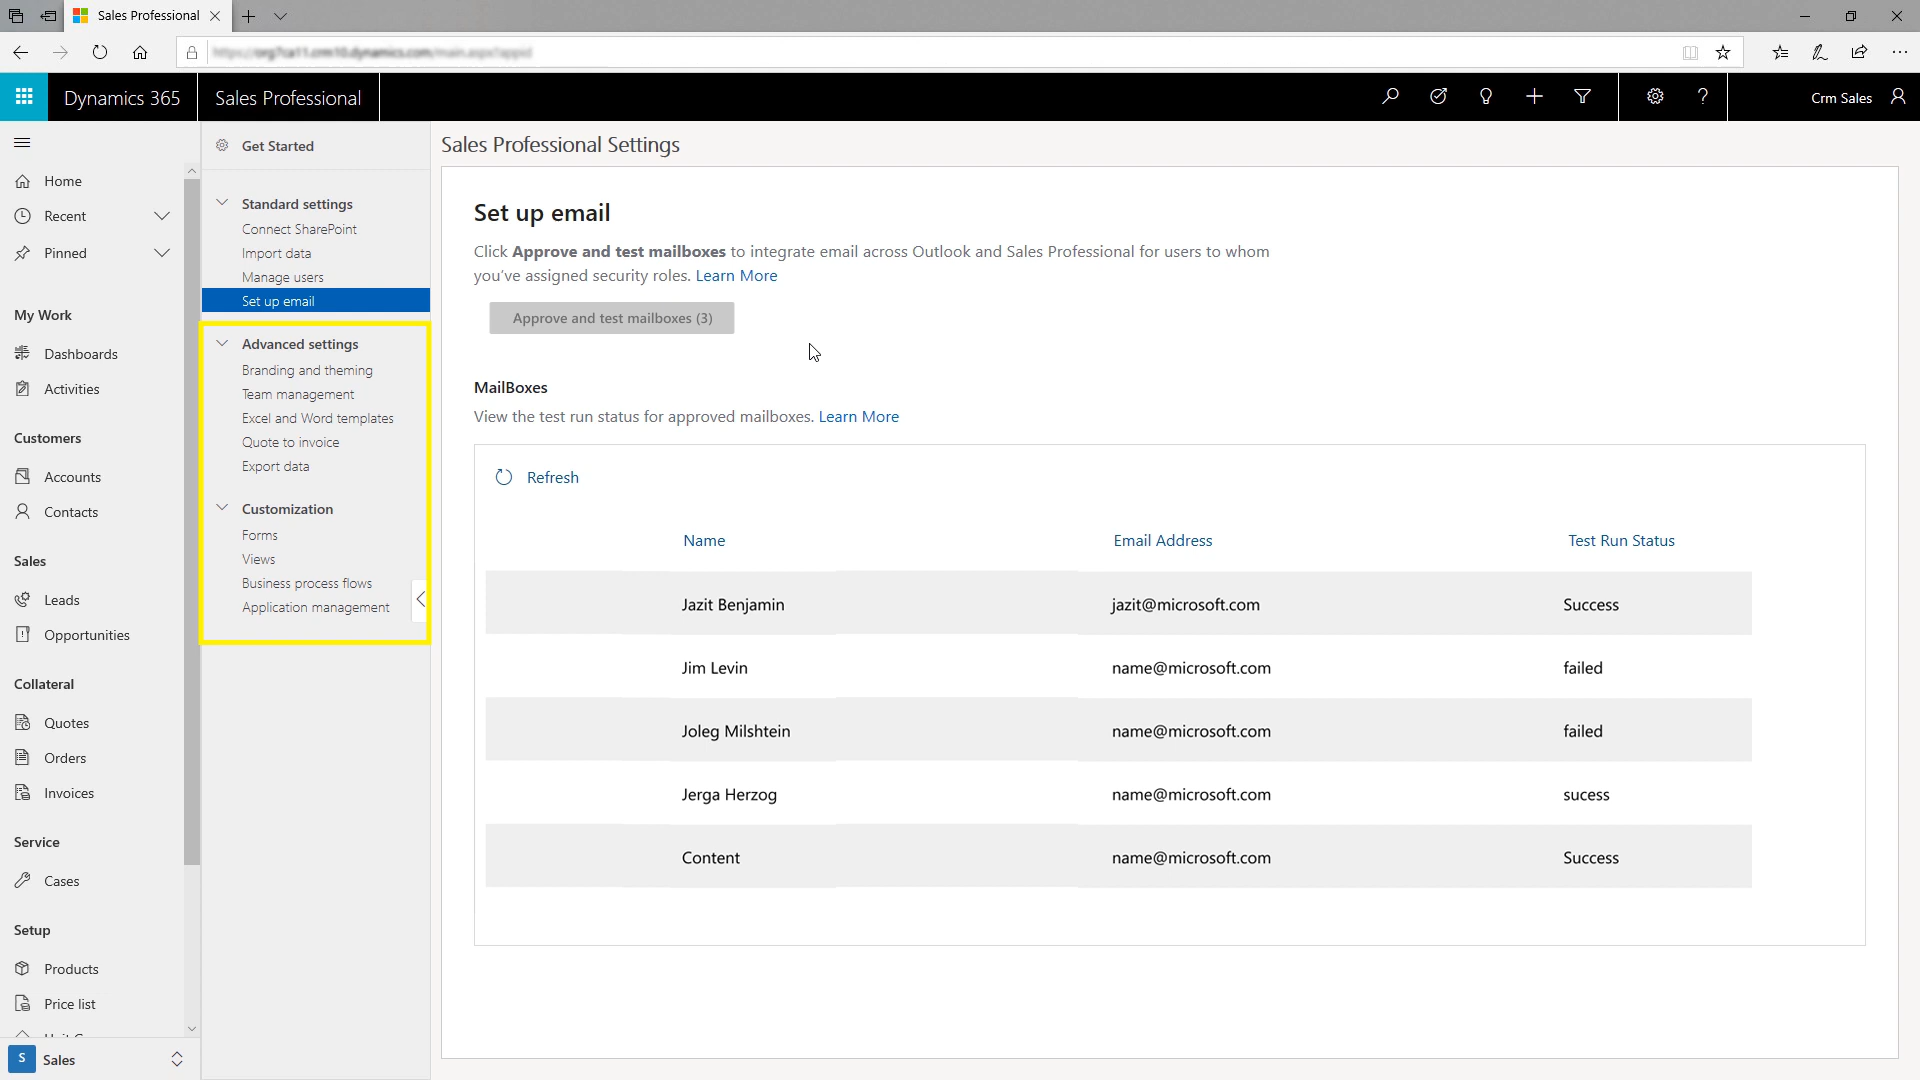 Sales Professional
Dynamics 365
Sales Professional
Crm Sales
Home
Recent
Pinned
My Work
Dashboards
Activities
Customers
Accounts
Contacts
Sales
Leads
Opportunities
Collateral
Quotes
Orders
Invoices
Service
Cases
Setup
Products
Price list
S
Sales
Get Started
Standard settings
Connect SharePoint
Import data
Manage users
Set up email
Advanced settings
Branding and theming
Team management
Excel and Word templates
Quote to invoice
Export data
Customization
Forms
Views
Business process flows
Application management
Sales Professional Settings
Set up email
Click Approve and test mailboxes to integrate email across Outlook and Sales Professional for users to whom
you've assigned security roles. Learn More
Approve and test mailboxes (3)
MailBoxes
View the test run status for approved mailboxes. Learn More
Refresh
Name Email Address Test Run Status
Jazit Benjamin jazit@microsoft.com Success
Jim Levin name@microsoft.com failed
Joleg Milshtein name@microsoft.com failed
Jerga Herzog name@microsoft.com sucess
Content name@microsoft.com Success